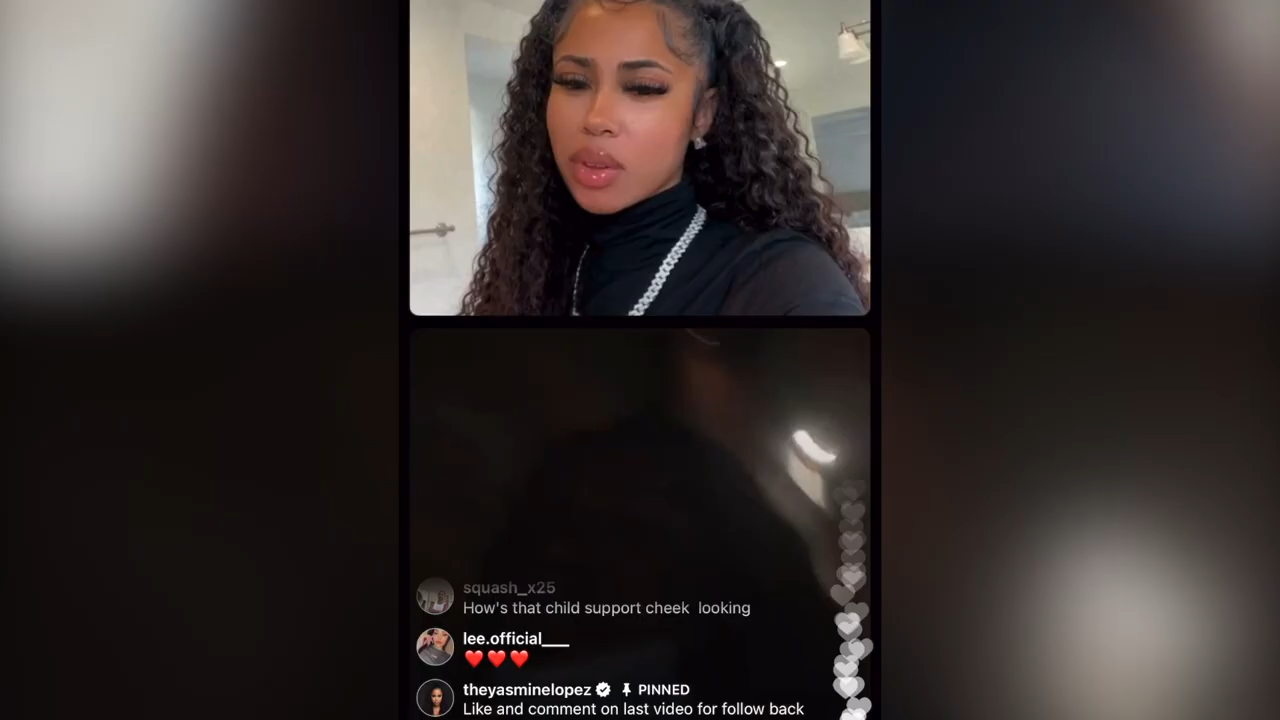 squash_x25
How's that child support cheek looking
lee.official___
❤️❤️❤️
theyasminelopez PINNED
Like and comment on last video for follow back